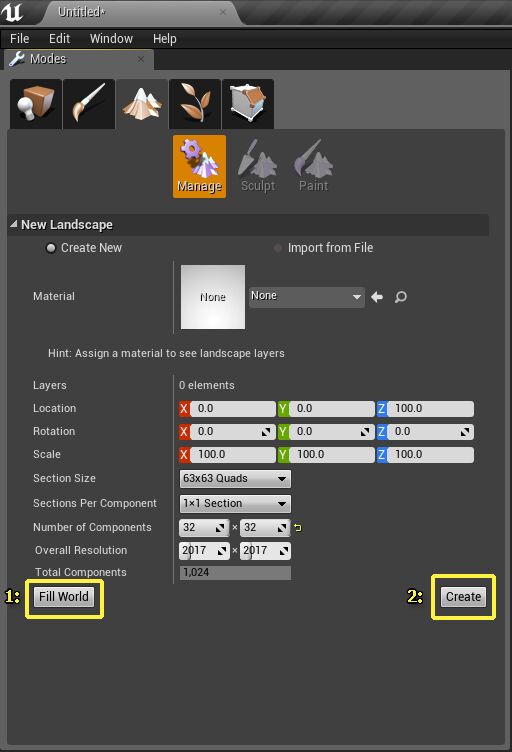 Untitled*
File Edit Window Help
Modes
Manage Sculpt Paint
New Landscape
Create New Import from File
Material None None
Hint: Assign a material to see landscape layers
Layers 0 elements
Location X 0.0 Y 0.0 Z 100.0
Rotation X 0.0 Y 0.0 Z 0.0
Scale X 100.0 Y 100.0 Z 100.0
Section Size 63x63 Quads
Sections Per Component 1×1 Section
Number of Components 32 × 32
Overall Resolution 2017 × 2017
Total Components 1,024
1: Fill World 2: Create